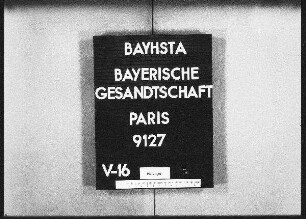 BAYHSTA
BAYERISCHE
GESANDTSCHAFT
PARIS
9127
V-16